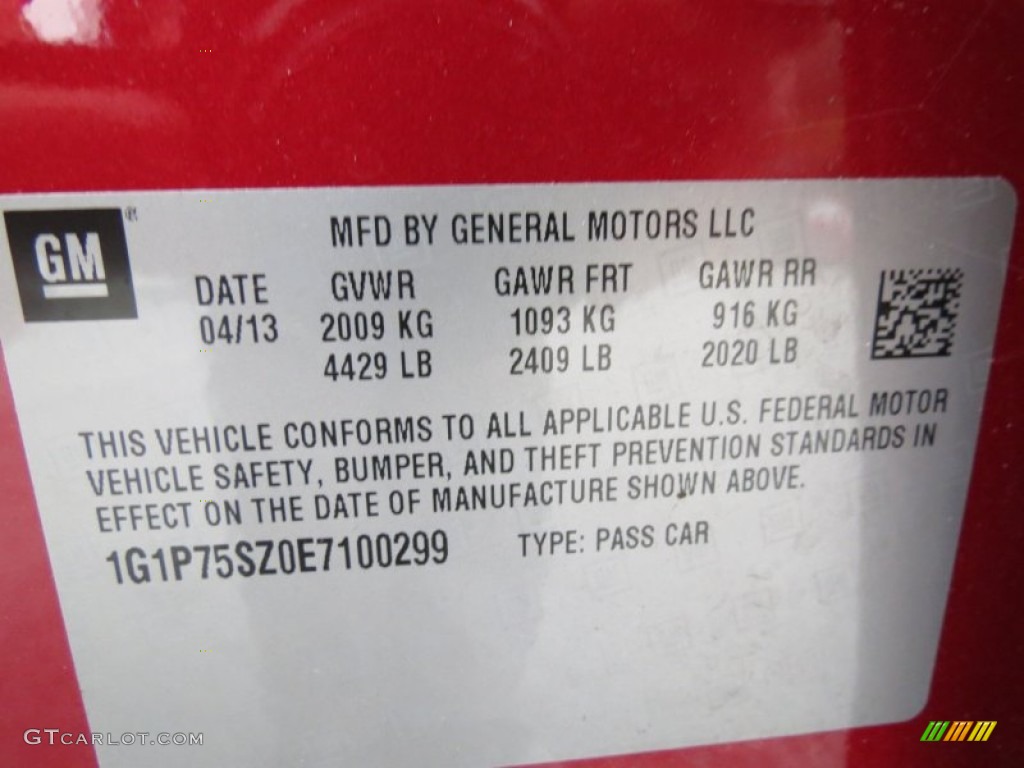 GM®
MFD BY GENERAL MOTORS LLC
DATE GVWR GAWR FRT GAWR RR
04/13 2009 KG 1093 KG 916 KG
4429 LB 2409 LB 2020 LB
THIS VEHICLE CONFORMS TO ALL APPLICABLE U.S. FEDERAL MOTOR
VEHICLE SAFETY, BUMPER, AND THEFT PREVENTION STANDARDS IN
EFFECT ON THE DATE OF MANUFACTURE SHOWN ABOVE.
1G1P75SZ0E7100299 TYPE: PASS CAR
GTCARLOT.COM